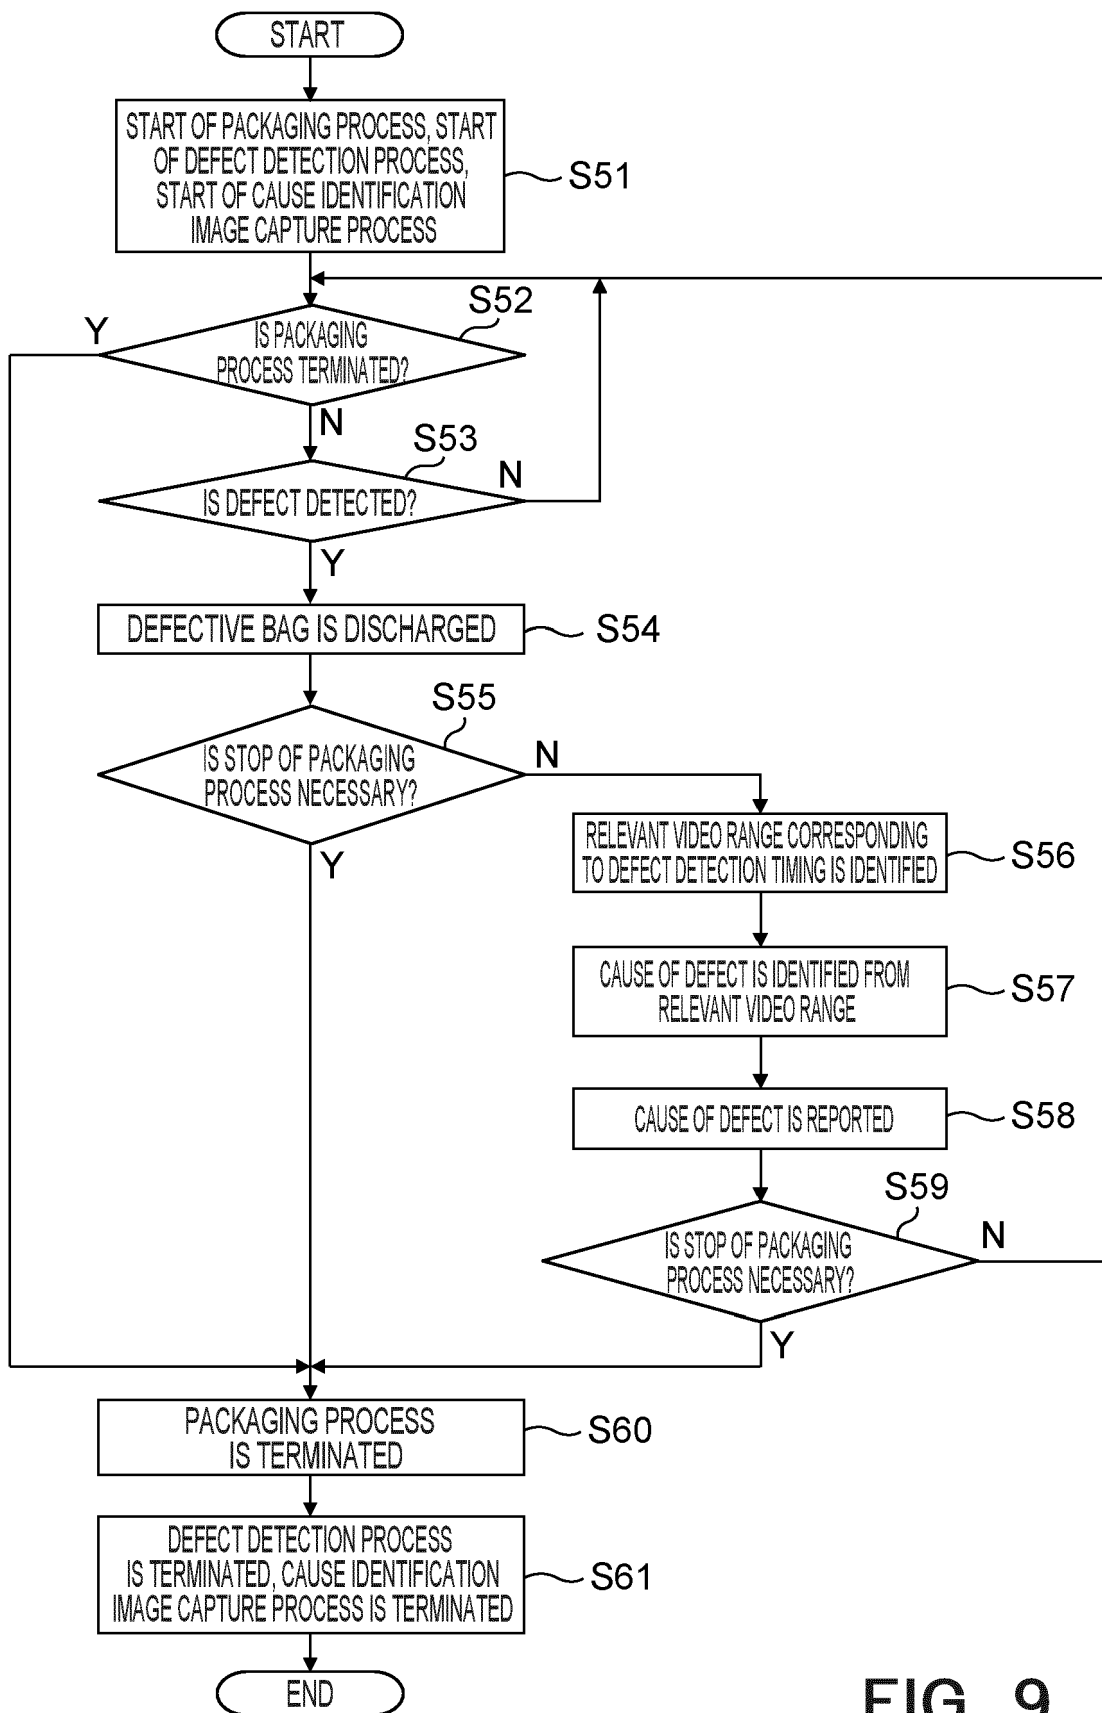 START
START OF PACKAGING PROCESS, START
OF DEFECT DETECTION PROCESS,
START OF CAUSE IDENTIFICATION
IMAGE CAPTURE PROCESS
S51
S52
Y
IS PACKAGING
PROCESS TERMINATED?
N
S53
N
IS DEFECT DETECTED?
Y
DEFECTIVE BAG IS DISCHARGED
S54
S55
IS STOP OF PACKAGING
PROCESS NECESSARY?
N
Y
RELEVANT VIDEO RANGE CORRESPONDING
TO DEFECT DETECTION TIMING IS IDENTIFIED
S56
CAUSE OF DEFECT IS IDENTIFIED FROM
RELEVANT VIDEO RANGE
S57
CAUSE OF DEFECT IS REPORTED
S58
S59
IS STOP OF PACKAGING
PROCESS NECESSARY?
N
Y
PACKAGING PROCESS
IS TERMINATED
S60
DEFECT DETECTION PROCESS
IS TERMINATED, CAUSE IDENTIFICATION
IMAGE CAPTURE PROCESS IS TERMINATED
S61
END
FIG. 9